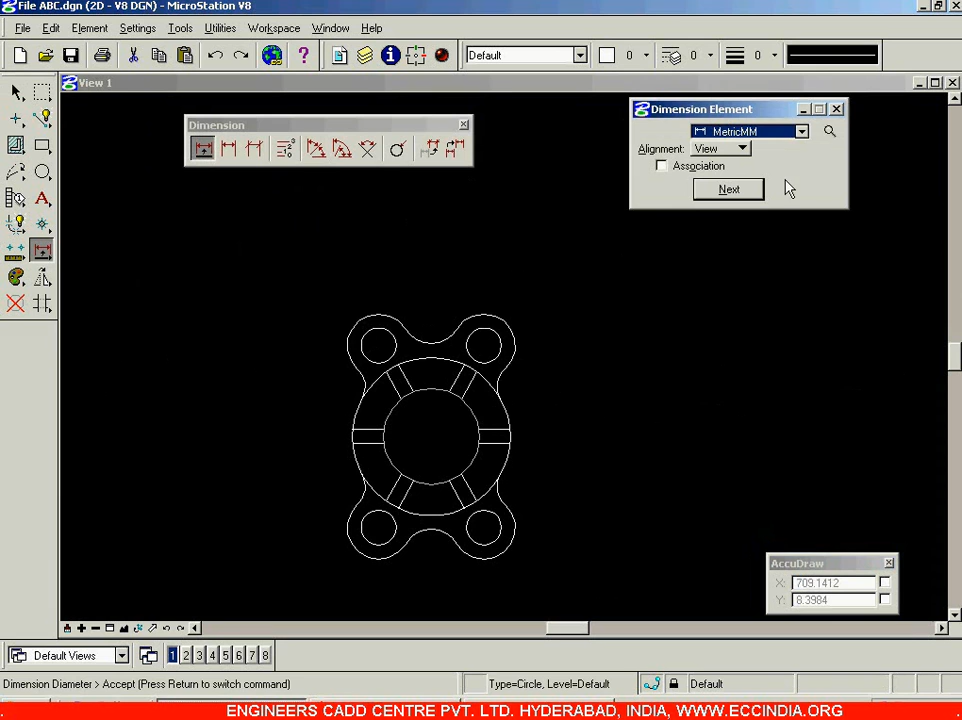 File ABC.dgn (2D - V8 DGN) - MicroStation V8
File Edit Element Settings Tools Utilities Workspace Window Help
Default 0 0 0
View 1
Dimension
Dimension Element
MetricMM
Alignment: View
Association
Next
AccuDraw
X: 709.1412
Y: 8.3984
Default Views 1 2 3 4 5 6 7 8
Dimension Diameter > Accept (Press Return to switch command) Type=Circle, Level=Default Default
ENGINEERS CADD CENTRE PVT. LTD. HYDERABAD, INDIA, WWW.ECCINDIA.ORG